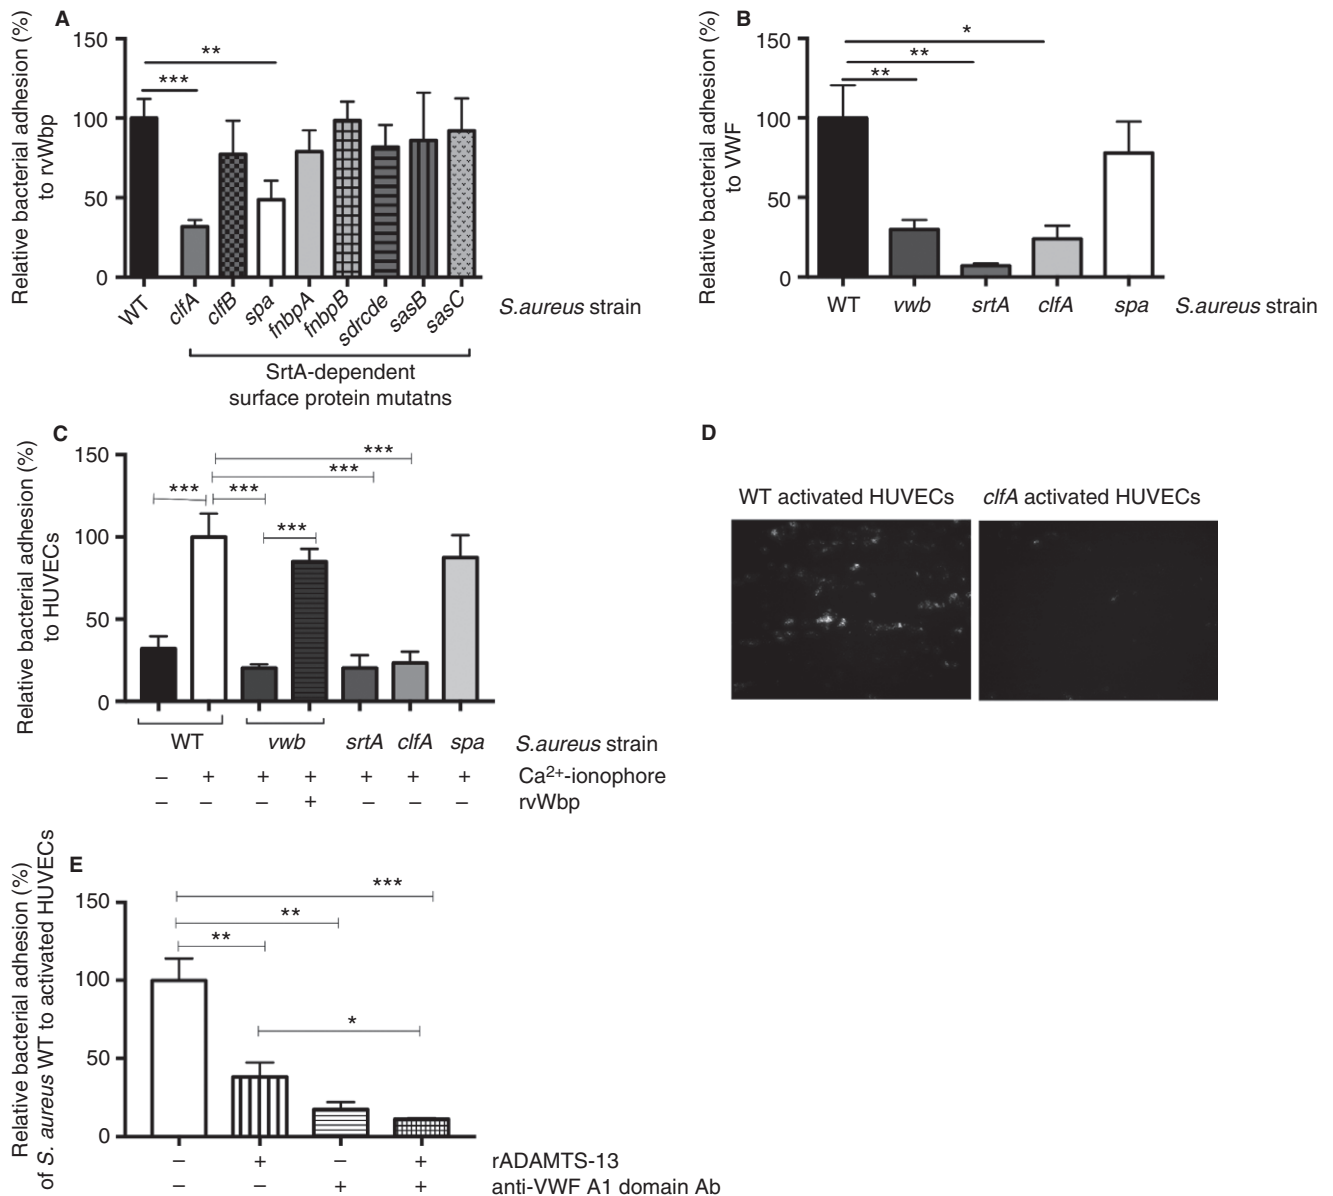 A
Relative bacterial adhesion (%)
to rvWbp
150
100
50
0
**
***
WT
clfA
clfB
spa
fnbpA
fnbpB
sdrcde
sasB
sasC
S.aureus strain
SrtA-dependent
surface protein mutatns
B
Relative bacterial adhesion (%)
to VWF
150
100
50
0
*
**
**
WT vwb srtA clfA spa S.aureus strain
C
Relative bacterial adhesion (%)
to HUVECs
150
100
50
0
***
***
*** ***
***
WT vwb srtA clfA spa S.aureus strain
– + + + + + + Ca2+-ionophore
– – – + – – – rvWbp
D
WT activated HUVECs clfA activated HUVECs
E
Relative bacterial adhesion (%)
of S. aureus WT to activated HUVECs
150
100
50
0
***
**
**
*
– + – + rADAMTS-13
– – + + anti-VWF A1 domain Ab